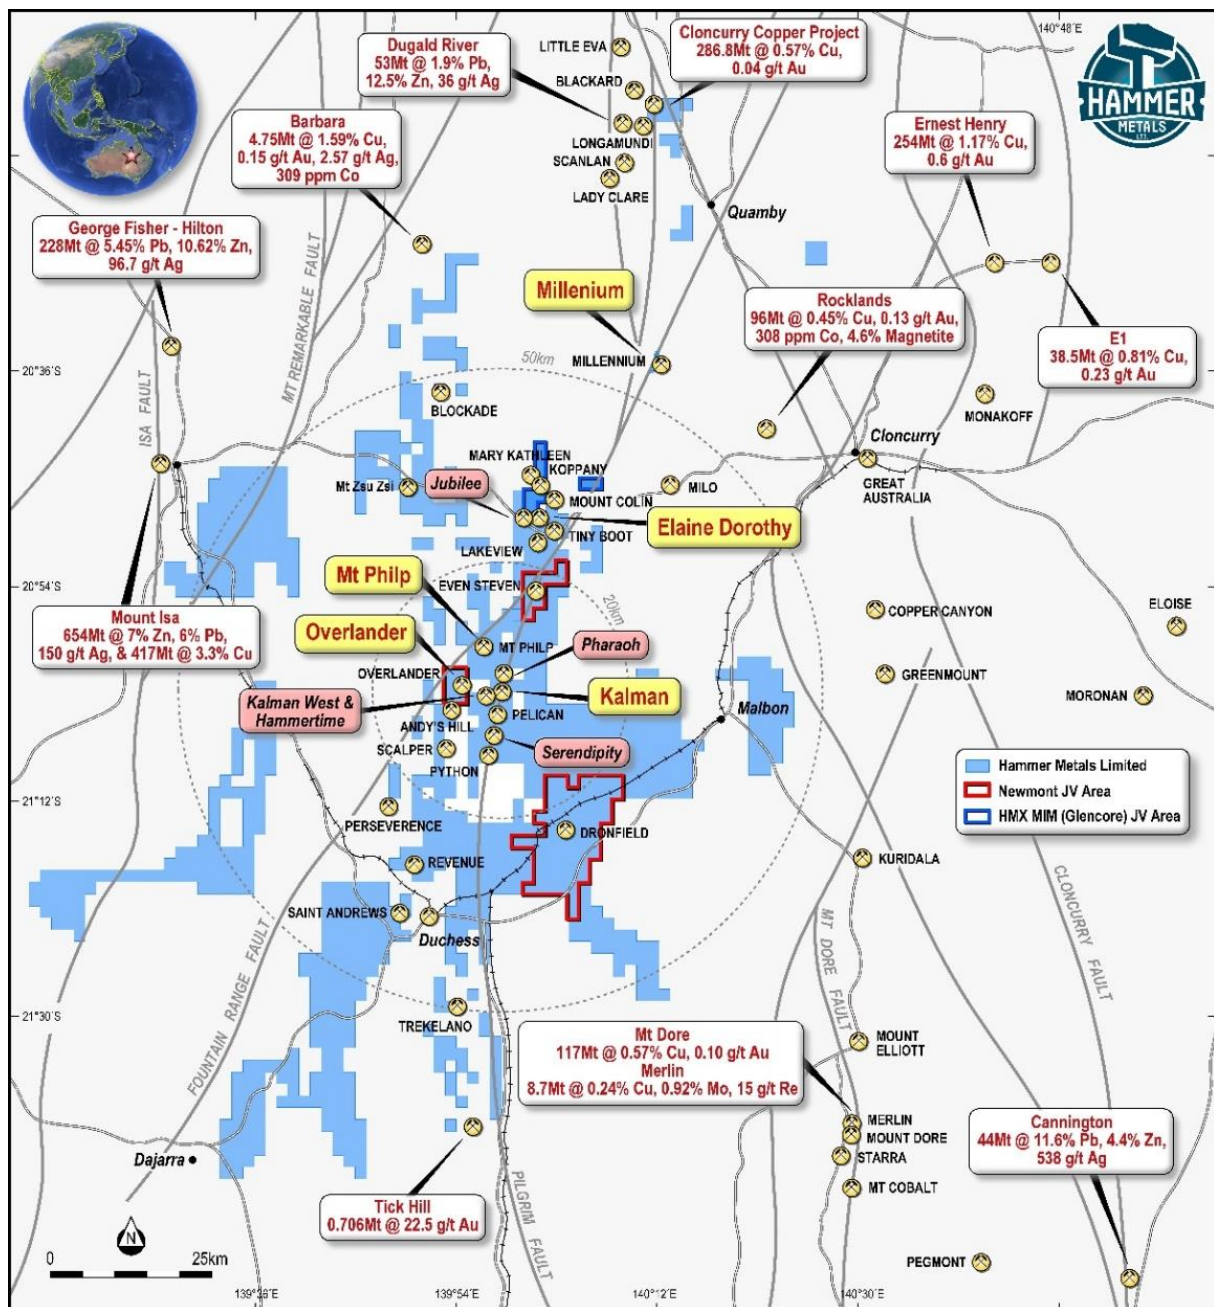 140°48'E
HAMMER
METALS
LTD
LITTLE EVA
Dugald River
53Mt @ 1.9% Pb,
12.5% Zn, 36 g/t Ag
Cloncurry Copper Project
286.8Mt @ 0.57% Cu,
0.04 g/t Au
BLACKARD
Barbara
4.75Mt @ 1.59% Cu,
0.15 g/t Au, 2.57 g/t Ag,
309 ppm Co
LONGAMUNDI
SCANLAN
LADY CLARE
Ernest Henry
254Mt @ 1.17% Cu,
0.6 g/t Au
Quamby
George Fisher - Hilton
228Mt @ 5.45% Pb, 10.62% Zn,
96.7 g/t Ag
MT REMARKABLE FAULT
Millenium
Rocklands
96Mt @ 0.45% Cu, 0.13 g/t Au,
308 ppm Co, 4.6% Magnetite
E1
38.5Mt @ 0.81% Cu,
0.23 g/t Au
50km
MILLENNIUM
20°36'S
ISA FAULT
BLOCKADE
MONAKOFF
Cloncurry
MARY KATHLEEN
KOPPANY
Mt Zsu Zsi
Jubilee
MOUNT COLIN
MILO
GREAT
AUSTRALIA
Elaine Dorothy
TINY BOOT
LAKEVIEW
20°54'S
Mt Philp
EVEN STEVEN
20km
COPPER CANYON
ELOISE
Mount Isa
654Mt @ 7% Zn, 6% Pb,
150 g/t Ag, & 417Mt @ 3.3% Cu
Overlander
MT PHILP
Pharaoh
OVERLANDER
GREENMOUNT
Kalman West &
Hammertime
Kalman
MORONAN
ANDY'S HILL
PELICAN
Malbon
SCALPER
Serendipity
PYTHON
Hammer Metals Limited
Newmont JV Area
HMX MIM (Glencore) JV Area
21°12'S
PERSEVERENCE
DRONFIELD
REVENUE
KURIDALA
SAINT ANDREWS
Duchess
CLONCURRY FAULT
MT DORE FAULT
FOUNTAIN RANGE FAULT
TREKELANO
21°30'S
Mt Dore
117Mt @ 0.57% Cu, 0.10 g/t Au
Merlin
8.7Mt @ 0.24% Cu, 0.92% Mo, 15 g/t Re
MOUNT
ELLIOTT
MERLIN
MOUNT DORE
STARRA
MT COBALT
Cannington
44Mt @ 11.6% Pb, 4.4% Zn,
538 g/t Ag
Dajarra
Tick Hill
0.706Mt @ 22.5 g/t Au
PILGRIM FAULT
N
0 25km
PEGMONT
139°36'E
139°54'E
140°12'E
140°30'E